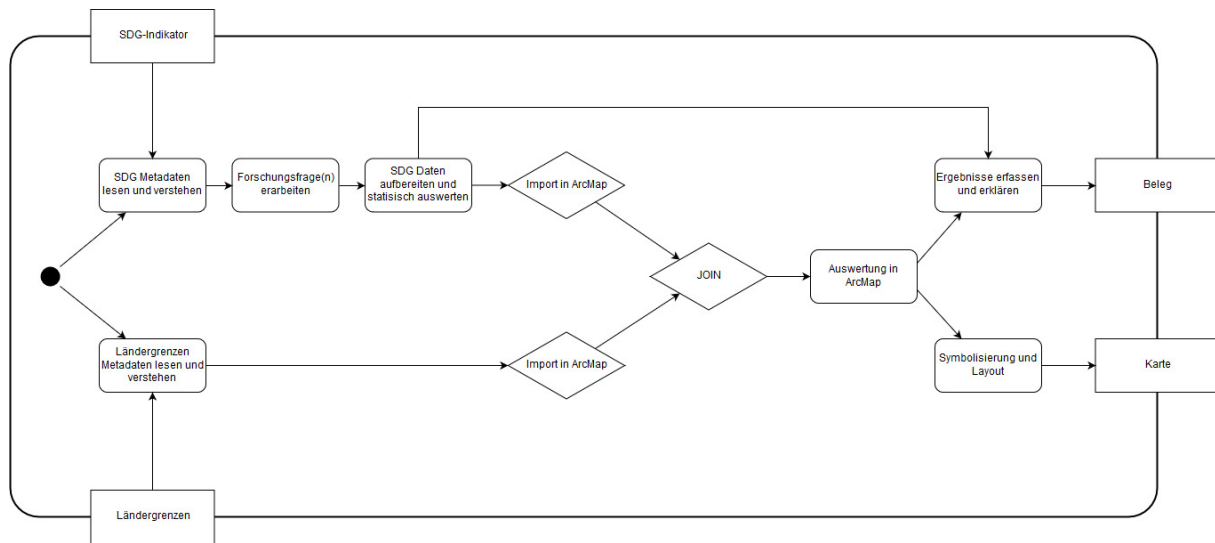 SDG-Indikator
SDG Metadaten
lesen und verstehen
Forschungsfrage(n)
erarbeiten
SDG Daten
aufbereiten und
statisisch auswerten
Import in ArcMap
Ergebnisse erfassen
und erklären
Beleg
JOIN
Auswertung in
ArcMap
Ländergrenzen
Metadaten lesen und
verstehen
Import in ArcMap
Symbolisierung und
Layout
Karte
Ländergrenzen